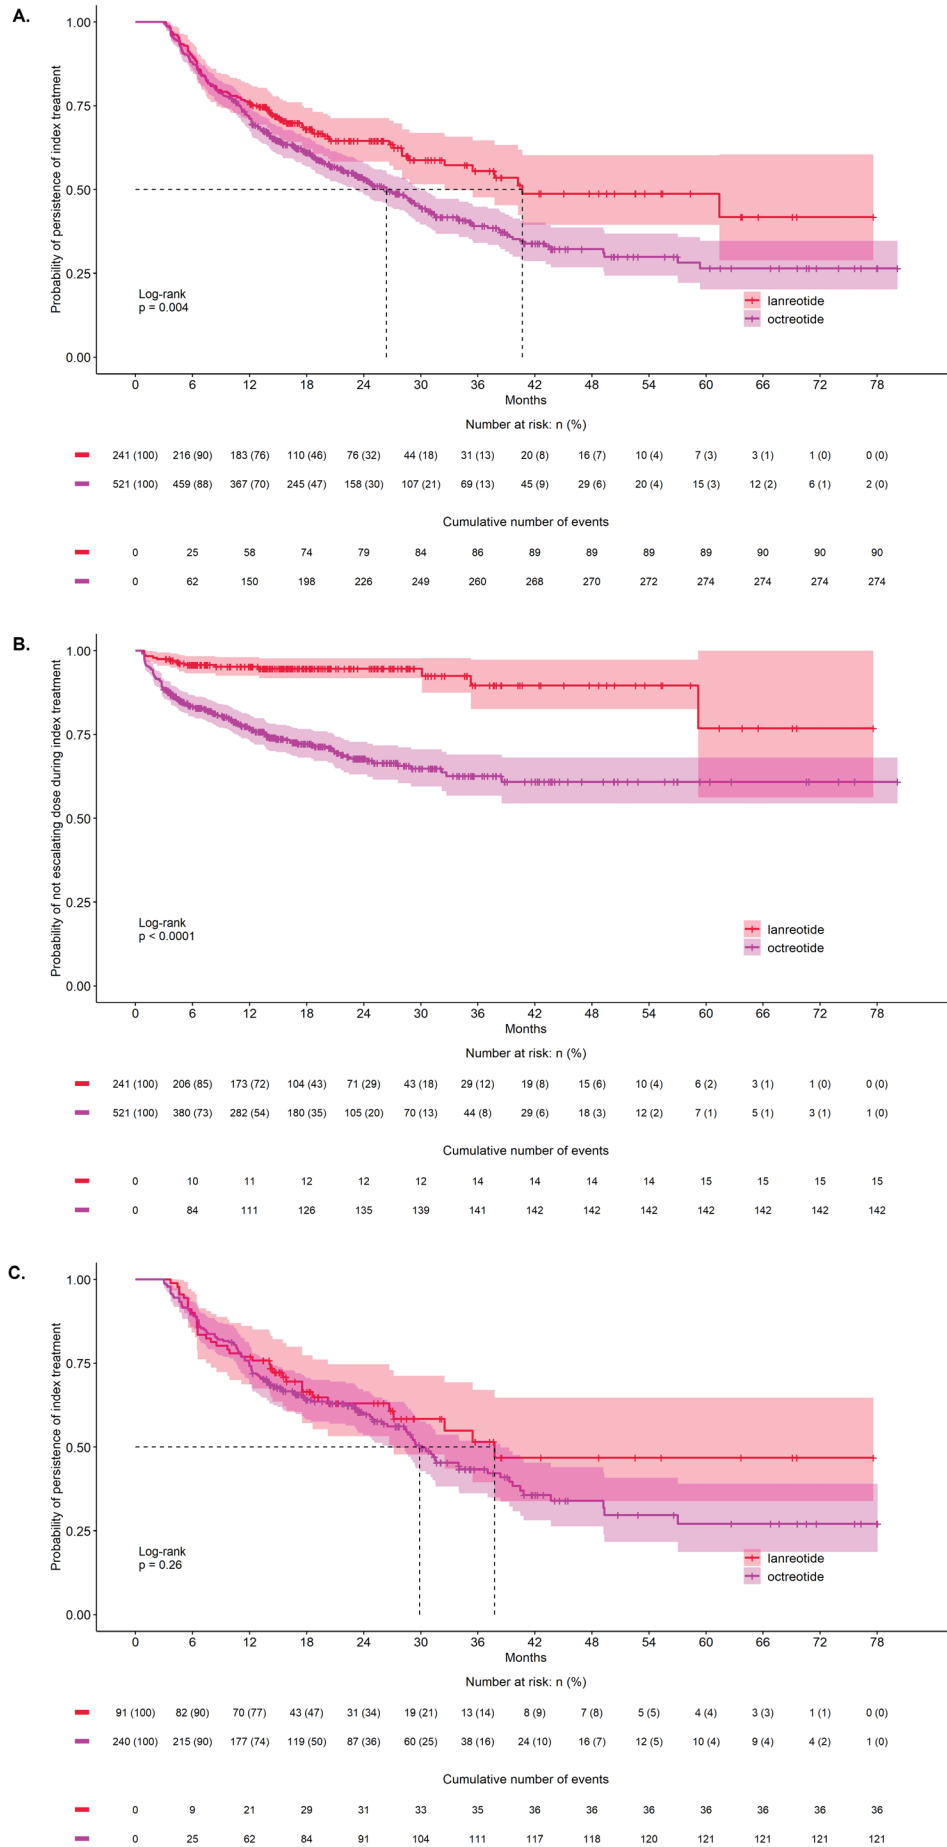 A.
Probability of persistence of index treatment
1.00
0.75
0.50
0.25
0.00
Log-rank
p = 0.004
lanreotide
octreotide
0 6 12 18 24 30 36 42 48 54 60 66 72 78
Months
Number at risk: n (%)
241 (100) 216 (90) 183 (76) 110 (46) 76 (32) 44 (18) 31 (13) 20 (8) 16 (7) 10 (4) 7 (3) 3 (1) 1 (0) 0 (0)
521 (100) 459 (88) 367 (70) 245 (47) 158 (30) 107 (21) 69 (13) 45 (9) 29 (6) 20 (4) 15 (3) 12 (2) 6 (1) 2 (0)
Cumulative number of events
0 25 58 74 79 84 86 89 89 89 89 90 90 90
0 62 150 198 226 249 260 268 270 272 274 274 274 274
B.
Probability of not escalating dose during index treatment
1.00
0.75
0.50
0.25
0.00
Log-rank
p < 0.0001
lanreotide
octreotide
0 6 12 18 24 30 36 42 48 54 60 66 72 78
Months
Number at risk: n (%)
241 (100) 206 (85) 173 (72) 104 (43) 71 (29) 43 (18) 29 (12) 19 (8) 15 (6) 10 (4) 6 (2) 3 (1) 1 (0) 0 (0)
521 (100) 380 (73) 282 (54) 180 (35) 105 (20) 70 (13) 44 (8) 29 (6) 18 (3) 12 (2) 7 (1) 5 (1) 3 (1) 1 (0)
Cumulative number of events
0 10 11 12 12 12 14 14 14 14 15 15 15 15
0 84 111 126 135 139 141 142 142 142 142 142 142 142
C.
Probability of persistence of index treatment
1.00
0.75
0.50
0.25
0.00
Log-rank
p = 0.26
lanreotide
octreotide
0 6 12 18 24 30 36 42 48 54 60 66 72 78
Months
Number at risk: n (%)
91 (100) 82 (90) 70 (77) 43 (47) 31 (34) 19 (21) 13 (14) 8 (9) 7 (8) 5 (5) 4 (4) 3 (3) 1 (1) 0 (0)
240 (100) 215 (90) 177 (74) 119 (50) 87 (36) 60 (25) 38 (16) 24 (10) 16 (7) 12 (5) 10 (4) 9 (4) 4 (2) 1 (0)
Cumulative number of events
0 9 21 29 31 33 35 36 36 36 36 36 36 36
0 25 62 84 91 104 111 117 118 120 121 121 121 121